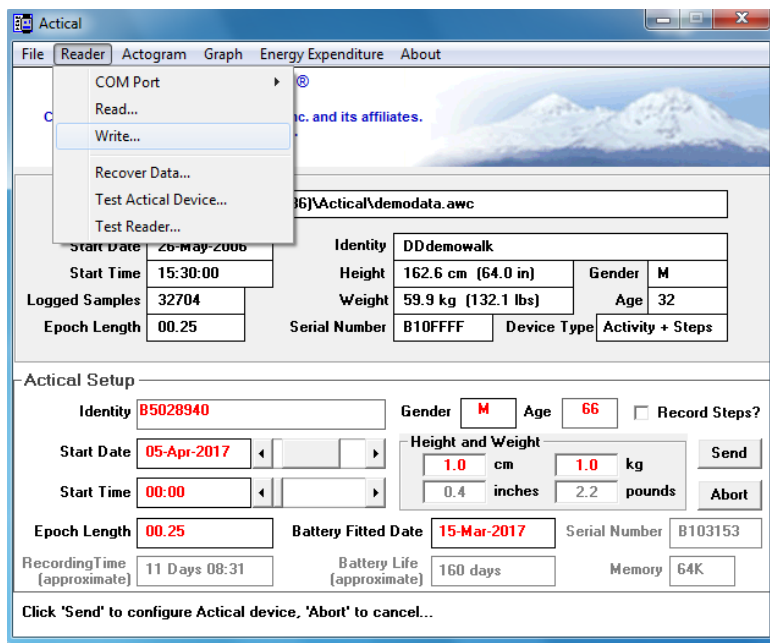 Actical
File Reader Actogram Graph Energy Expenditure About
COM Port ®
Read...
C nc. and its affiliates.
Write...
Recover Data...
Test Actical Device... 36)\Actical\demodata.awc
Test Reader...
Start Date 26-May-2006 Identity DDdemowalk
Start Time 15:30:00 Height 162.6 cm (64.0 in) Gender M
Logged Samples 32704 Weight 59.9 kg (132.1 lbs) Age 32
Epoch Length 00.25 Serial Number B10FFFF Device Type Activity + Steps
Actical Setup
Identity B5028940 Gender M Age 66 Record Steps?
Height and Weight
Start Date 05-Apr-2017 1.0 cm 1.0 kg Send
Start Time 00:00 0.4 inches 2.2 pounds Abort
Epoch Length 00.25 Battery Fitted Date 15-Mar-2017 Serial Number B103153
RecordingTime (approximate) 11 Days 08:31 Battery Life (approximate) 160 days Memory 64K
Click 'Send' to configure Actical device, 'Abort' to cancel...